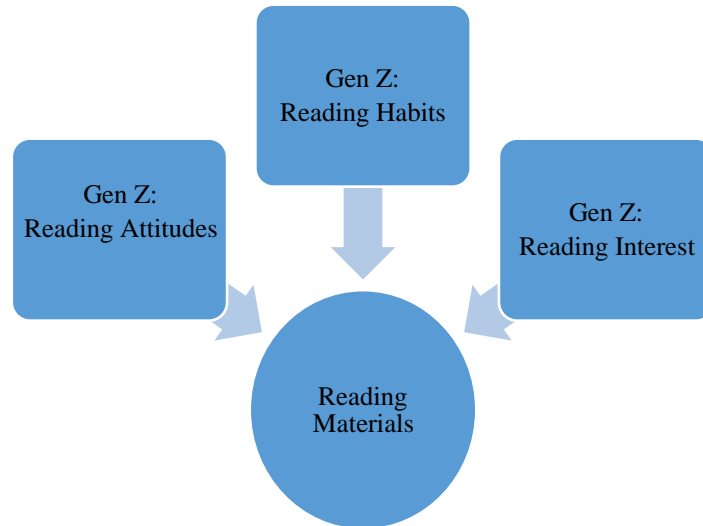 Gen Z:
Reading Habits
Gen Z:
Reading Attitudes
Gen Z:
Reading Interest
Reading
Materials